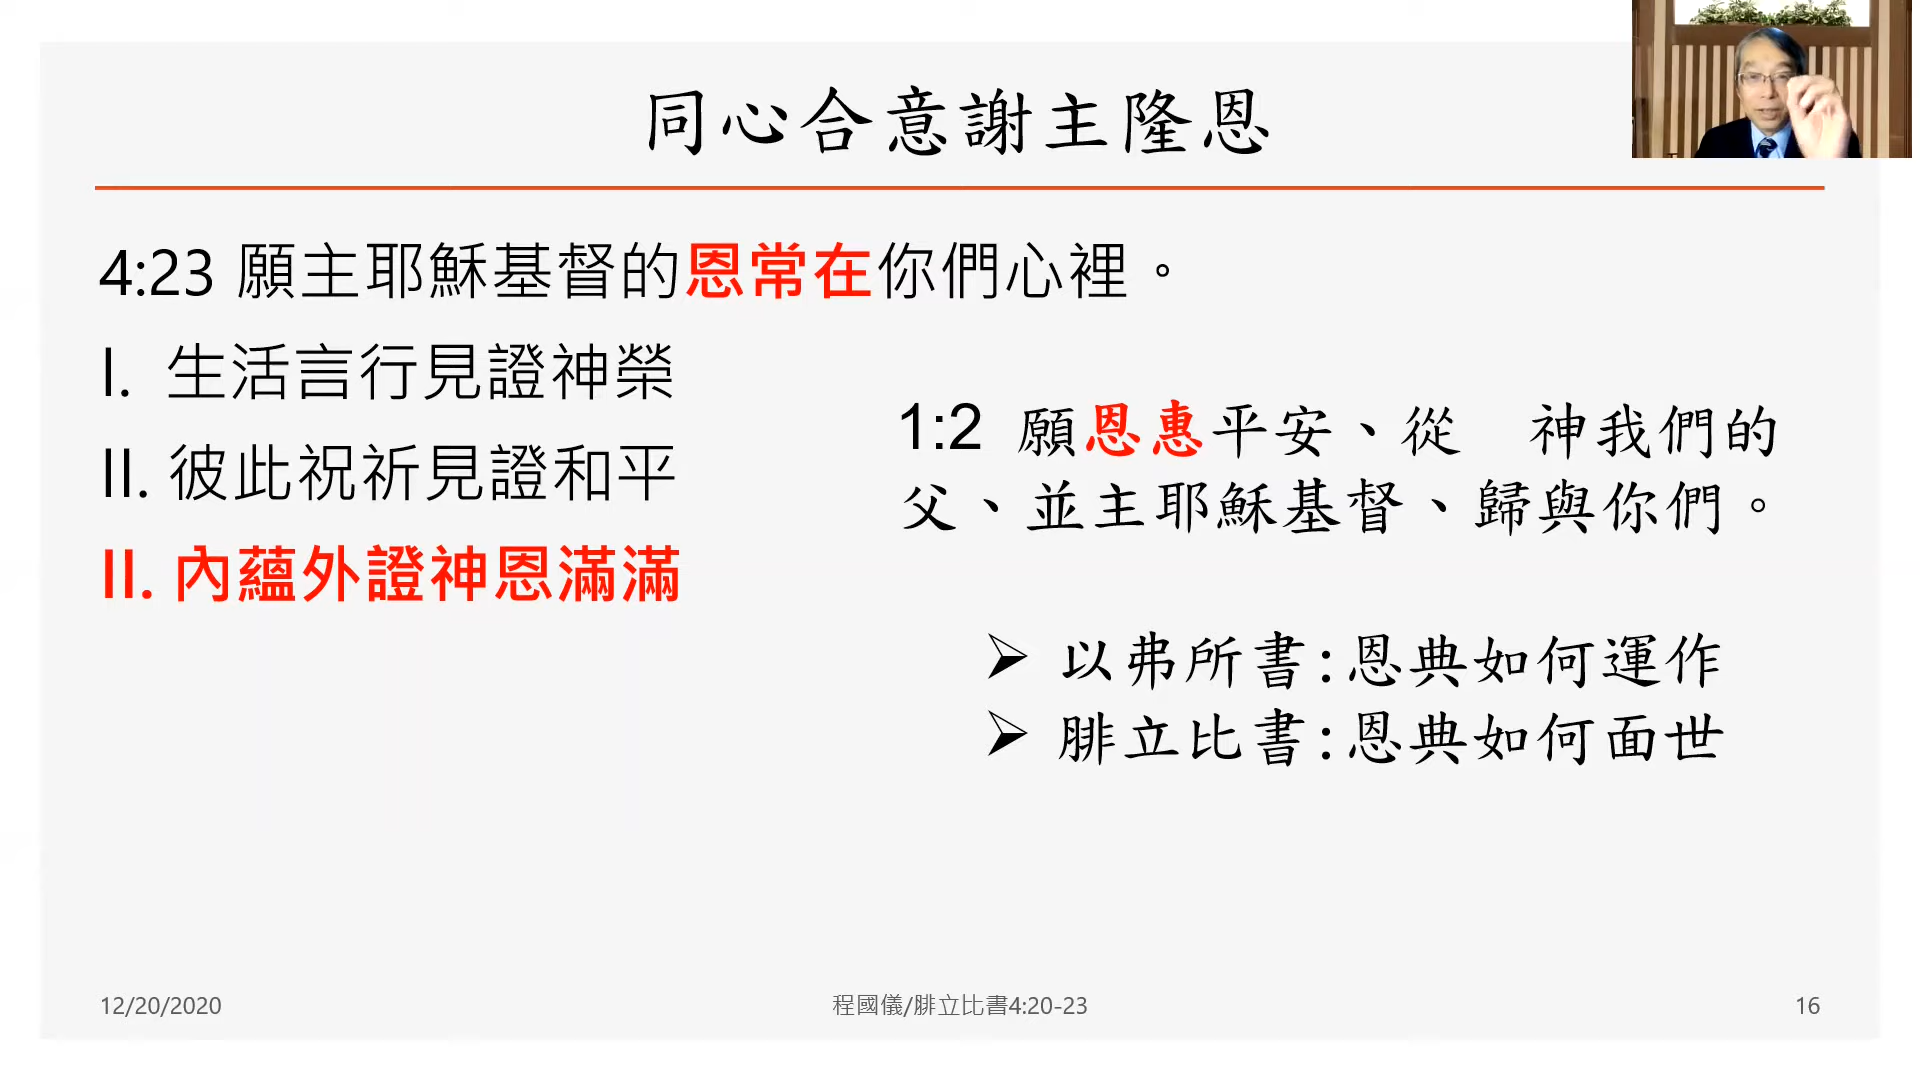 同心合意謝主隆恩
4:23 願主耶穌基督的恩常在你們心裡。
I. 生活言行見證神榮
II. 彼此祝祈見證和平
II. 內蘊外證神恩滿滿
1:2 願恩惠平安、從　神我們的
父、並主耶穌基督、歸與你們。
➢ 以弗所書:恩典如何運作
➢ 腓立比書:恩典如何面世
12/20/2020
程國儀/腓立比書4:20-23
16